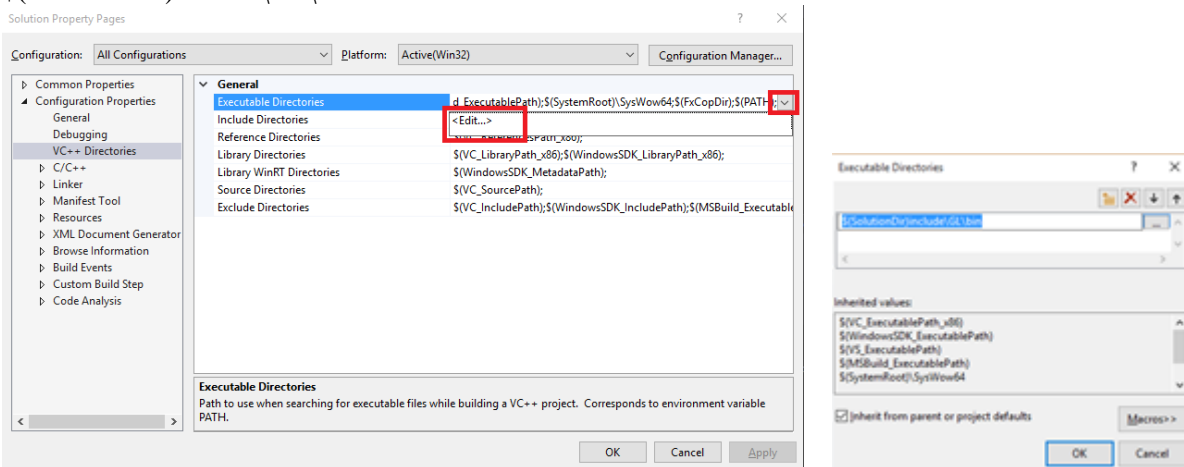 Solution Property Pages ? ×
Configuration: All Configurations Platform: Active(Win32) Configuration Manager...
Common Properties
Configuration Properties
General
Debugging
VC++ Directories
C/C++
Linker
Manifest Tool
Resources
XML Document Generator
Browse Information
Build Events
Custom Build Step
Code Analysis
General
Executable Directories d_ExecutablePath);$(SystemRoot)\SysWow64;$(FxCopDir);$(PATH);
Include Directories <Edit...>
Reference Directories $(VC_ReferencesPath_x86);
Library Directories $(VC_LibraryPath_x86);$(WindowsSDK_LibraryPath_x86);
Library WinRT Directories $(WindowsSDK_MetadataPath);
Source Directories $(VC_SourcePath);
Exclude Directories $(VC_IncludePath);$(WindowsSDK_IncludePath);$(MSBuild_Executable
Executable Directories
Path to use when searching for executable files while building a VC++ project. Corresponds to environment variable
PATH.
OK Cancel Apply
Executable Directories ? ×
$(SolutionDir)include\GL\bin ...
Inherited values:
$(VC_ExecutablePath_x86)
$(WindowsSDK_ExecutablePath)
$(VS_ExecutablePath)
$(MSBuild_ExecutablePath)
$(SystemRoot)\SysWow64
Inherit from parent or project defaults Macros>>
OK Cancel